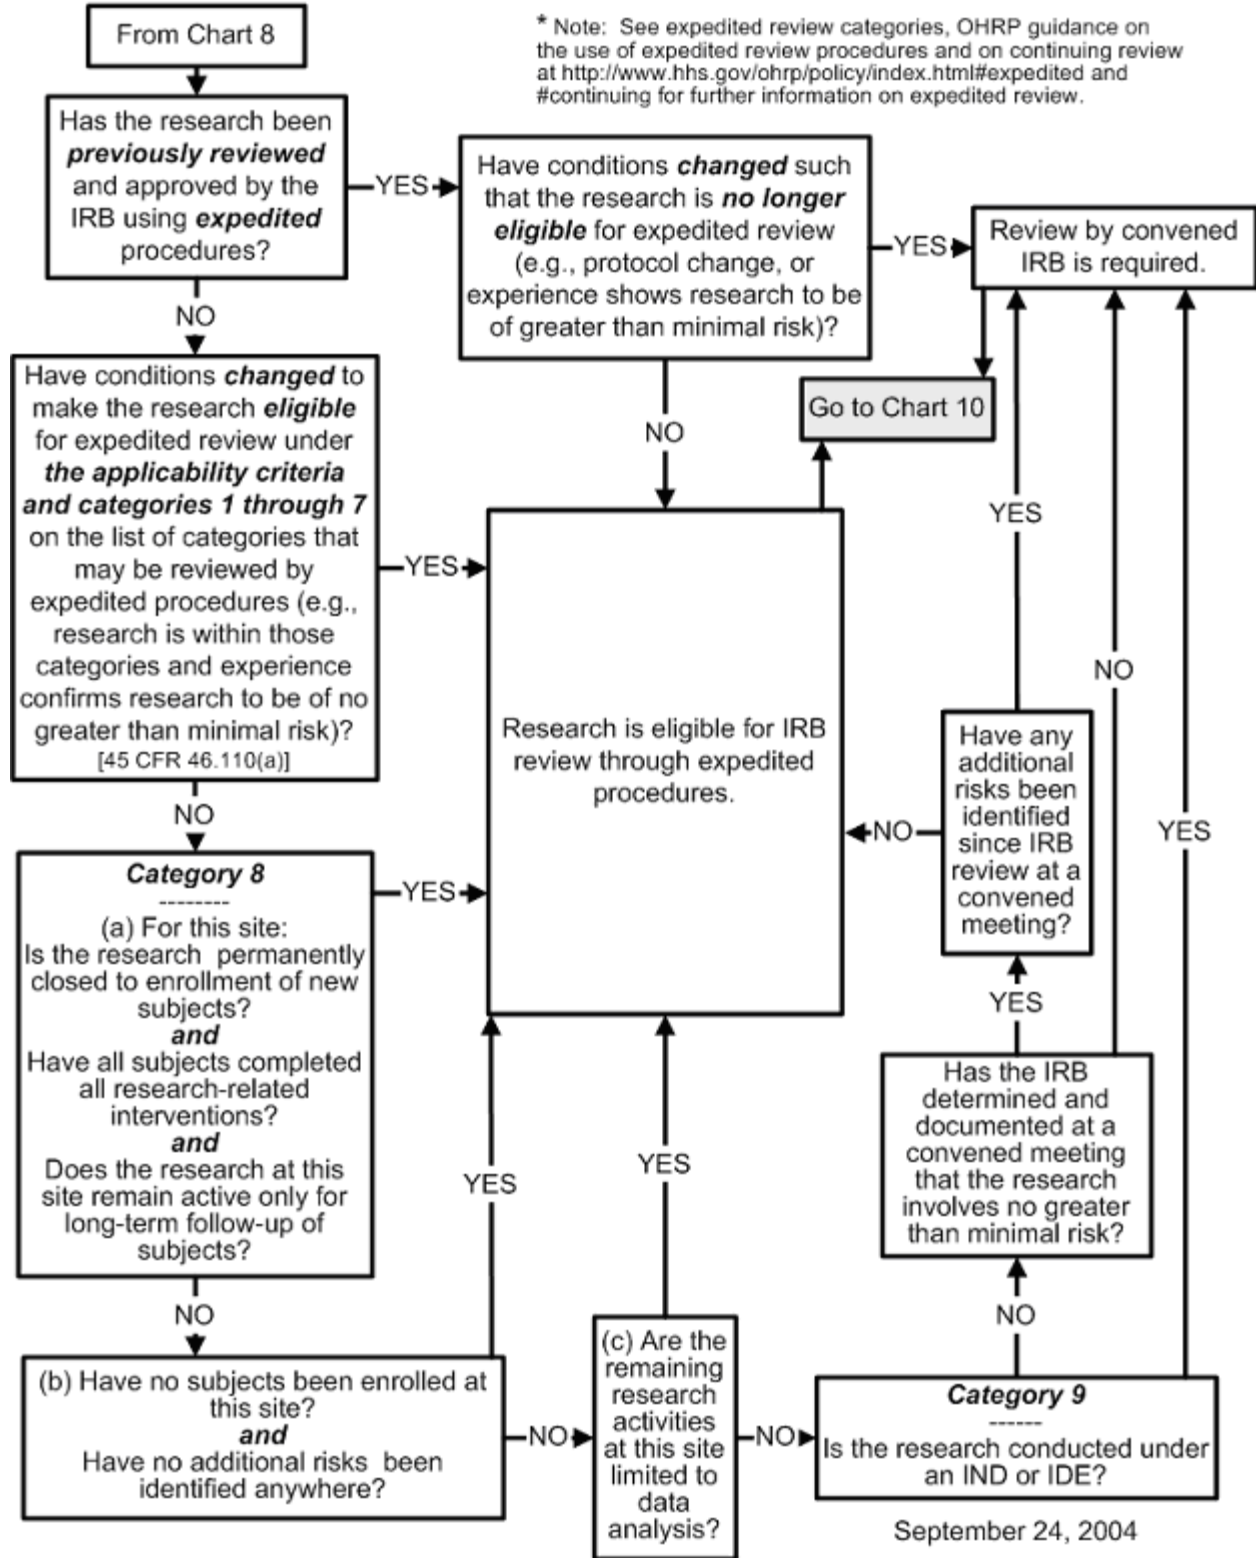 From Chart 8
* Note:  See expedited review categories, OHRP guidance on
the use of expedited review procedures and on continuing review
at http://www.hhs.gov/ohrp/policy/index.html#expedited and
#continuing for further information on expedited review.
Has the research been
previously reviewed
and approved by the
IRB using expedited
procedures?
YES
Have conditions changed such
that the research is no longer
eligible for expedited review
(e.g., protocol change, or
experience shows research to be
of greater than minimal risk)?
YES
Review by convened
IRB is required.
NO
Have conditions changed to
make the research eligible
for expedited review under
the applicability criteria
and categories 1 through 7
on the list of categories that
may be reviewed by
expedited procedures (e.g.,
research is within those
categories and experience
confirms research to be of no
greater than minimal risk)?
[45 CFR 46.110(a)]
YES
NO
Go to Chart 10
Research is eligible for IRB
review through expedited
procedures.
YES
NO
YES
Have any
additional
risks been
identified
since IRB
review at a
convened
meeting?
NO
NO
Category 8
--------
(a) For this site:
Is the research  permanently
closed to enrollment of new
subjects?
and
Have all subjects completed
all research-related
interventions?
and
Does the research at this
site remain active only for
long-term follow-up of
subjects?
YES
YES
YES
YES
Has the IRB
determined and
documented at a
convened meeting
that the research
involves no greater
than minimal risk?
NO
NO
(b) Have no subjects been enrolled at
this site?
and
Have no additional risks  been
identified anywhere?
NO
(c) Are the
remaining
research
activities
at this site
limited to
data
analysis?
NO
Category 9
------
Is the research conducted under
an IND or IDE?
September 24, 2004